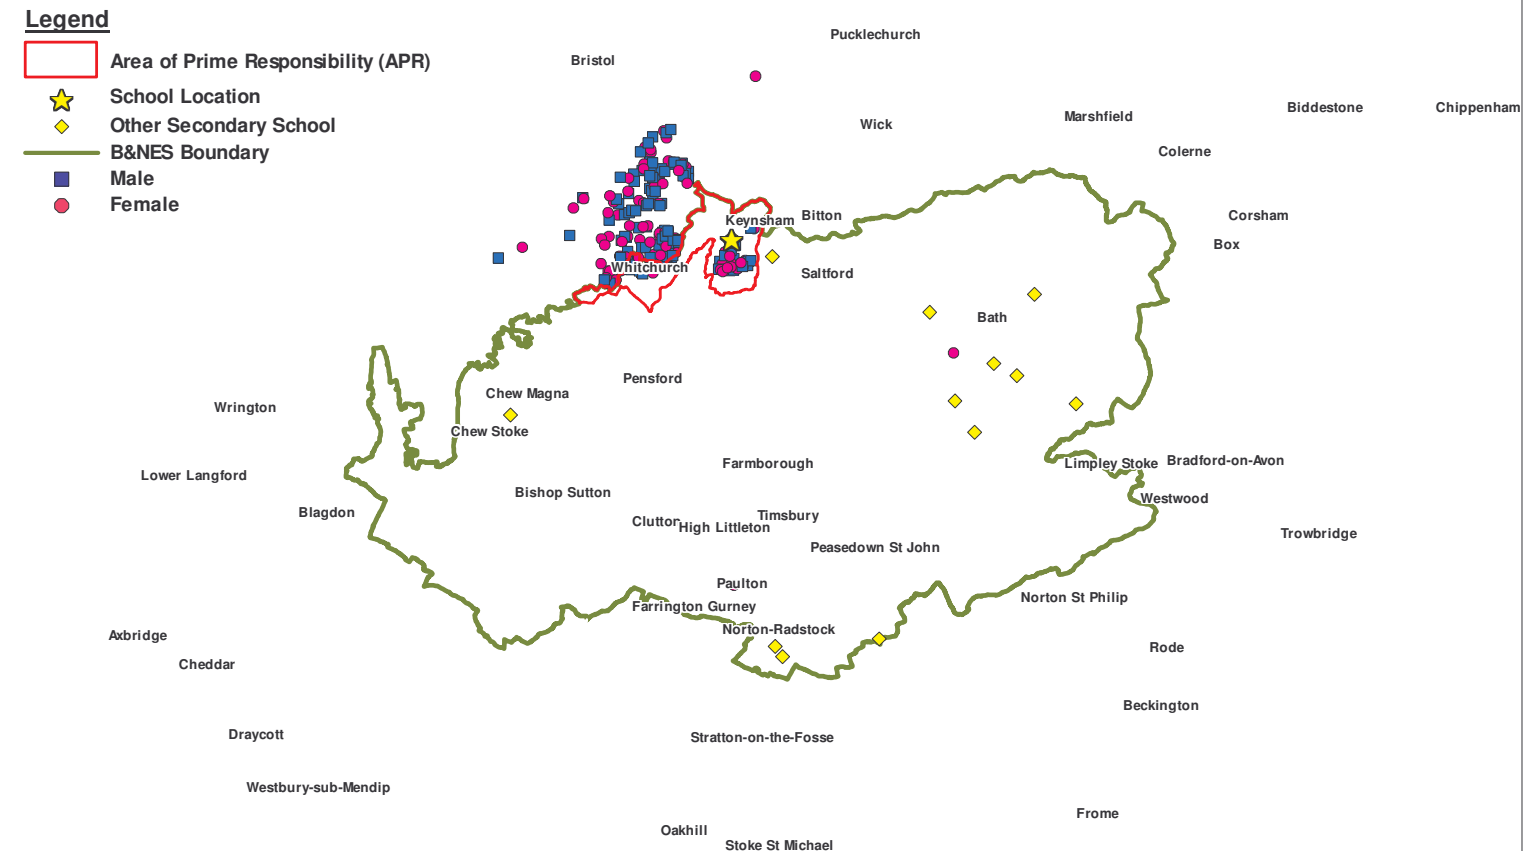 Legend
Area of Prime Responsibility (APR)
School Location
Other Secondary School
B&NES Boundary
Male
Female
Pucklechurch
Bristol
Biddestone
Chippenham
Marshfield
Wick
Colerne
Bitton
Corsham
Keynsham
Box
Whitchurch
Saltford
Bath
Pensford
Chew Magna
Wrington
Chew Stoke
Limpley Stoke
Bradford-on-Avon
Farmborough
Lower Langford
Bishop Sutton
Westwood
Blagdon
Timsbury
Clutton
High Littleton
Trowbridge
Peasedown St John
Paulton
Norton St Philip
Farrington Gurney
Norton-Radstock
Axbridge
Rode
Cheddar
Beckington
Draycott
Stratton-on-the-Fosse
Westbury-sub-Mendip
Frome
Oakhill
Stoke St Michael